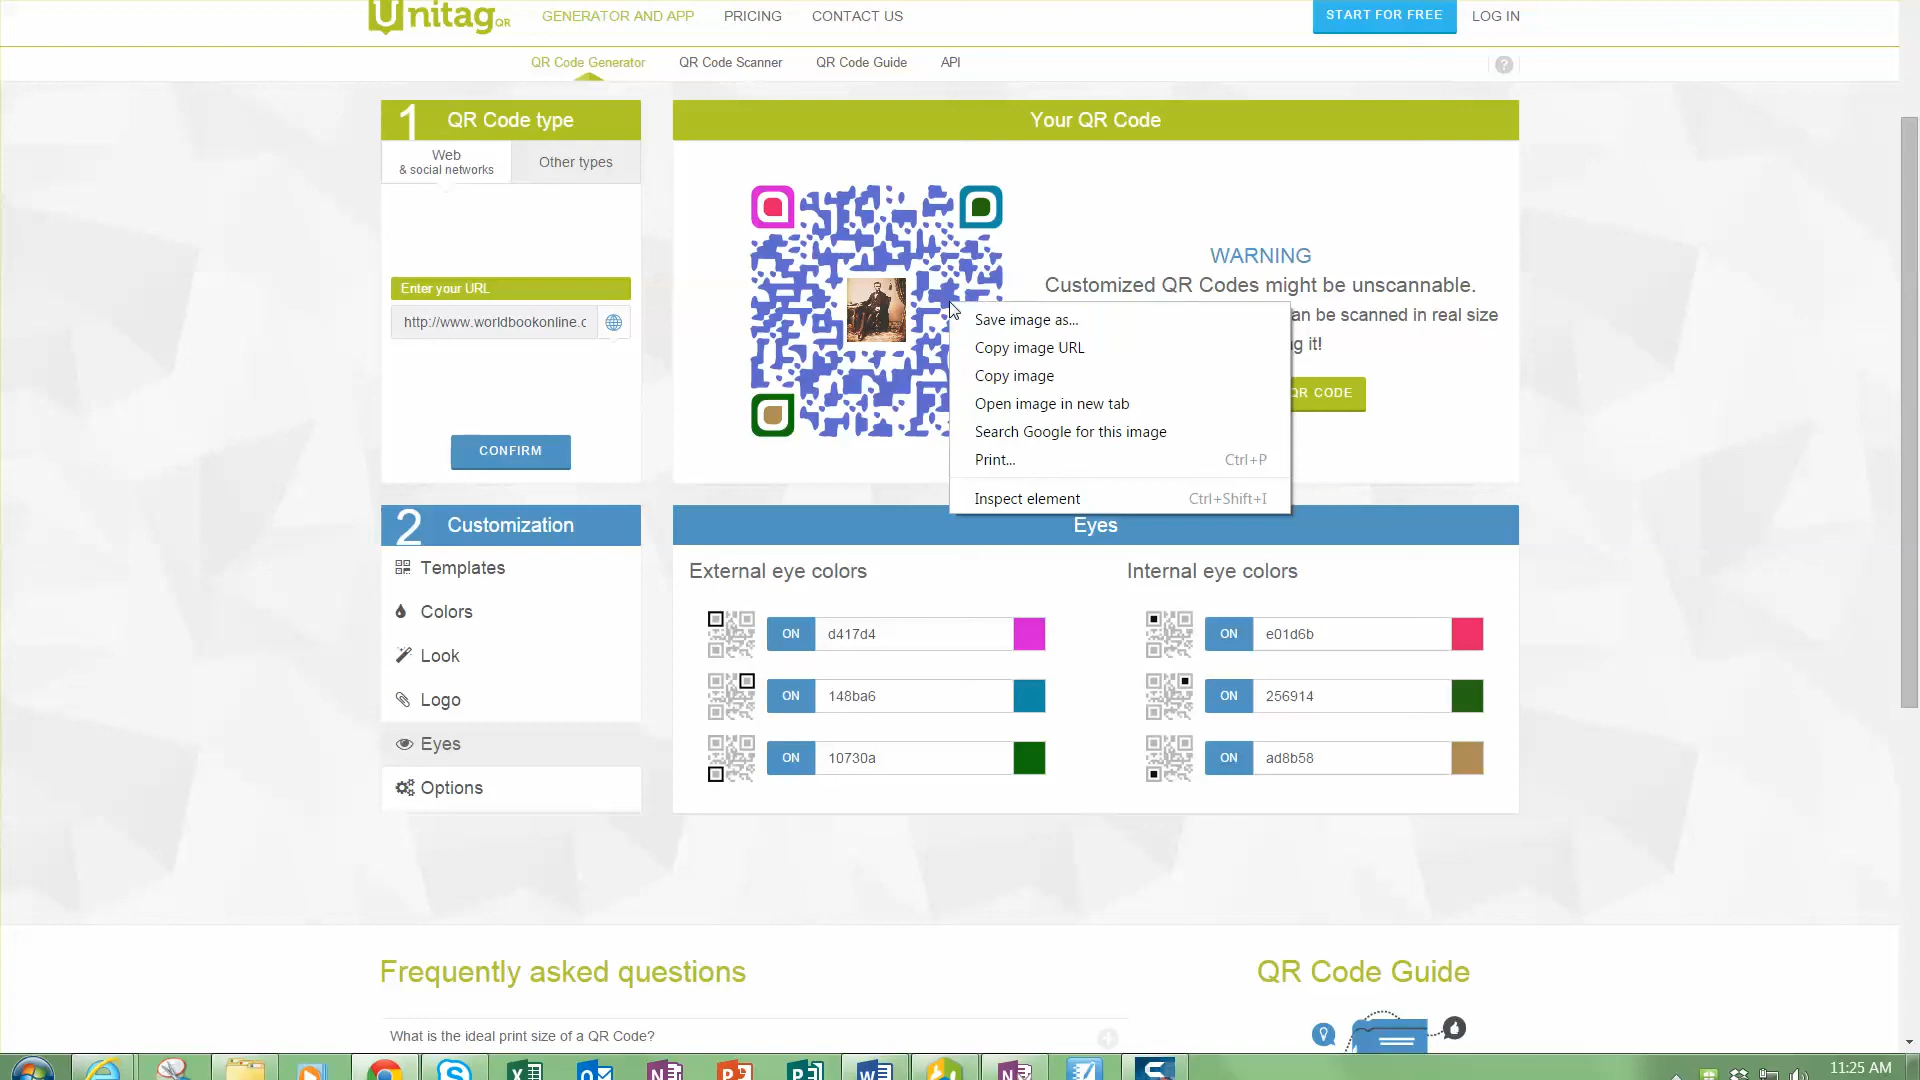 Unitag QR
GENERATOR AND APP
PRICING
CONTACT US
START FOR FREE
LOG IN
QR Code Generator
QR Code Scanner
QR Code Guide
API
?
1
QR Code type
Web
& social networks
Other types
Enter your URL
http://www.worldbookonline.c
CONFIRM
Your QR Code
WARNING
Customized QR Codes might be unscannable.
an be scanned in real size
g it!
QR CODE
Save image as...
Copy image URL
Copy image
Open image in new tab
Search Google for this image
Print...
Ctrl+P
Inspect element
Ctrl+Shift+I
2
Customization
Templates
Colors
Look
Logo
Eyes
Options
Eyes
External eye colors
Internal eye colors
ON
d417d4
ON
e01d6b
ON
148ba6
ON
256914
ON
10730a
ON
ad8b58
Frequently asked questions
QR Code Guide
What is the ideal print size of a QR Code?
11:25 AM